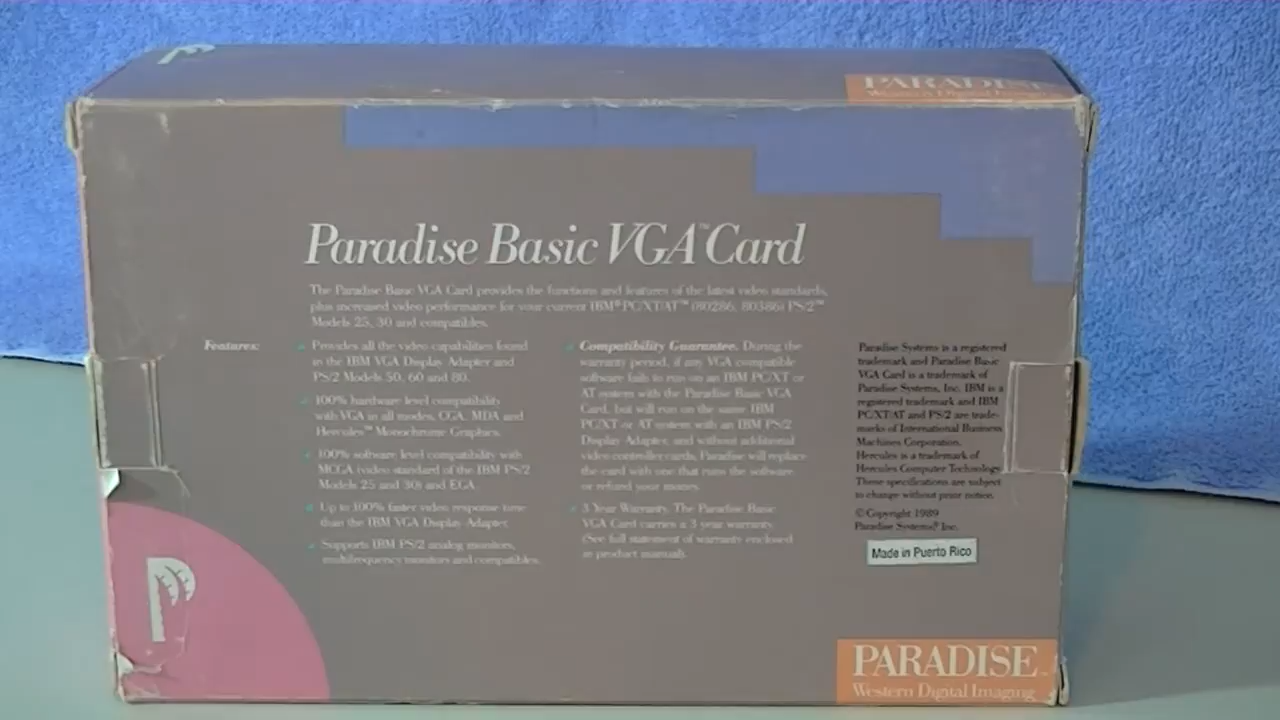 PARADISE
Western Digital Imaging
Paradise Basic VGA™ Card
The Paradise Basic VGA Card provides the functions and features of the latest video standards,
plus increased video performance for your current IBM® PC/XT/AT™ (80286, 80386) PS/2™
Models 25, 30 and compatibles.
Features:
Provides all the video capabilities found
in the IBM VGA Display Adapter and
PS/2 Models 50, 60 and 80.
100% hardware level compatibility
with VGA in all modes, CGA, MDA and
Hercules™ Monochrome Graphics.
100% software level compatibility with
MCGA (video standard of the IBM PS/2
Models 25 and 30) and EGA.
Up to 100% faster video response time
than the IBM VGA Display Adapter.
Supports IBM PS/2 analog monitors,
multifrequency monitors and compatibles.
Compatibility Guarantee. During the
warranty period, if any VGA compatible
software fails to run on an IBM PC/XT or
AT system with the Paradise Basic VGA
Card, but will run on the same IBM
PC/XT or AT system with an IBM PS/2
Display Adapter, and without additional
video controller cards, Paradise will replace
the card with one that runs the software
or refund your money.
3 Year Warranty. The Paradise Basic
VGA Card carries a 3 year warranty.
(See full statement of warranty enclosed
in product manual).
Paradise Systems is a registered
trademark and Paradise Basic
VGA Card is a trademark of
Paradise Systems, Inc. IBM is a
registered trademark and IBM
PC/XT/AT and PS/2 are trade-
marks of International Business
Machines Corporation.
Hercules is a trademark of
Hercules Computer Technology.
These specifications are subject
to change without prior notice.
© Copyright 1989
Paradise Systems® Inc.
Made in Puerto Rico
PARADISE™
Western Digital Imaging